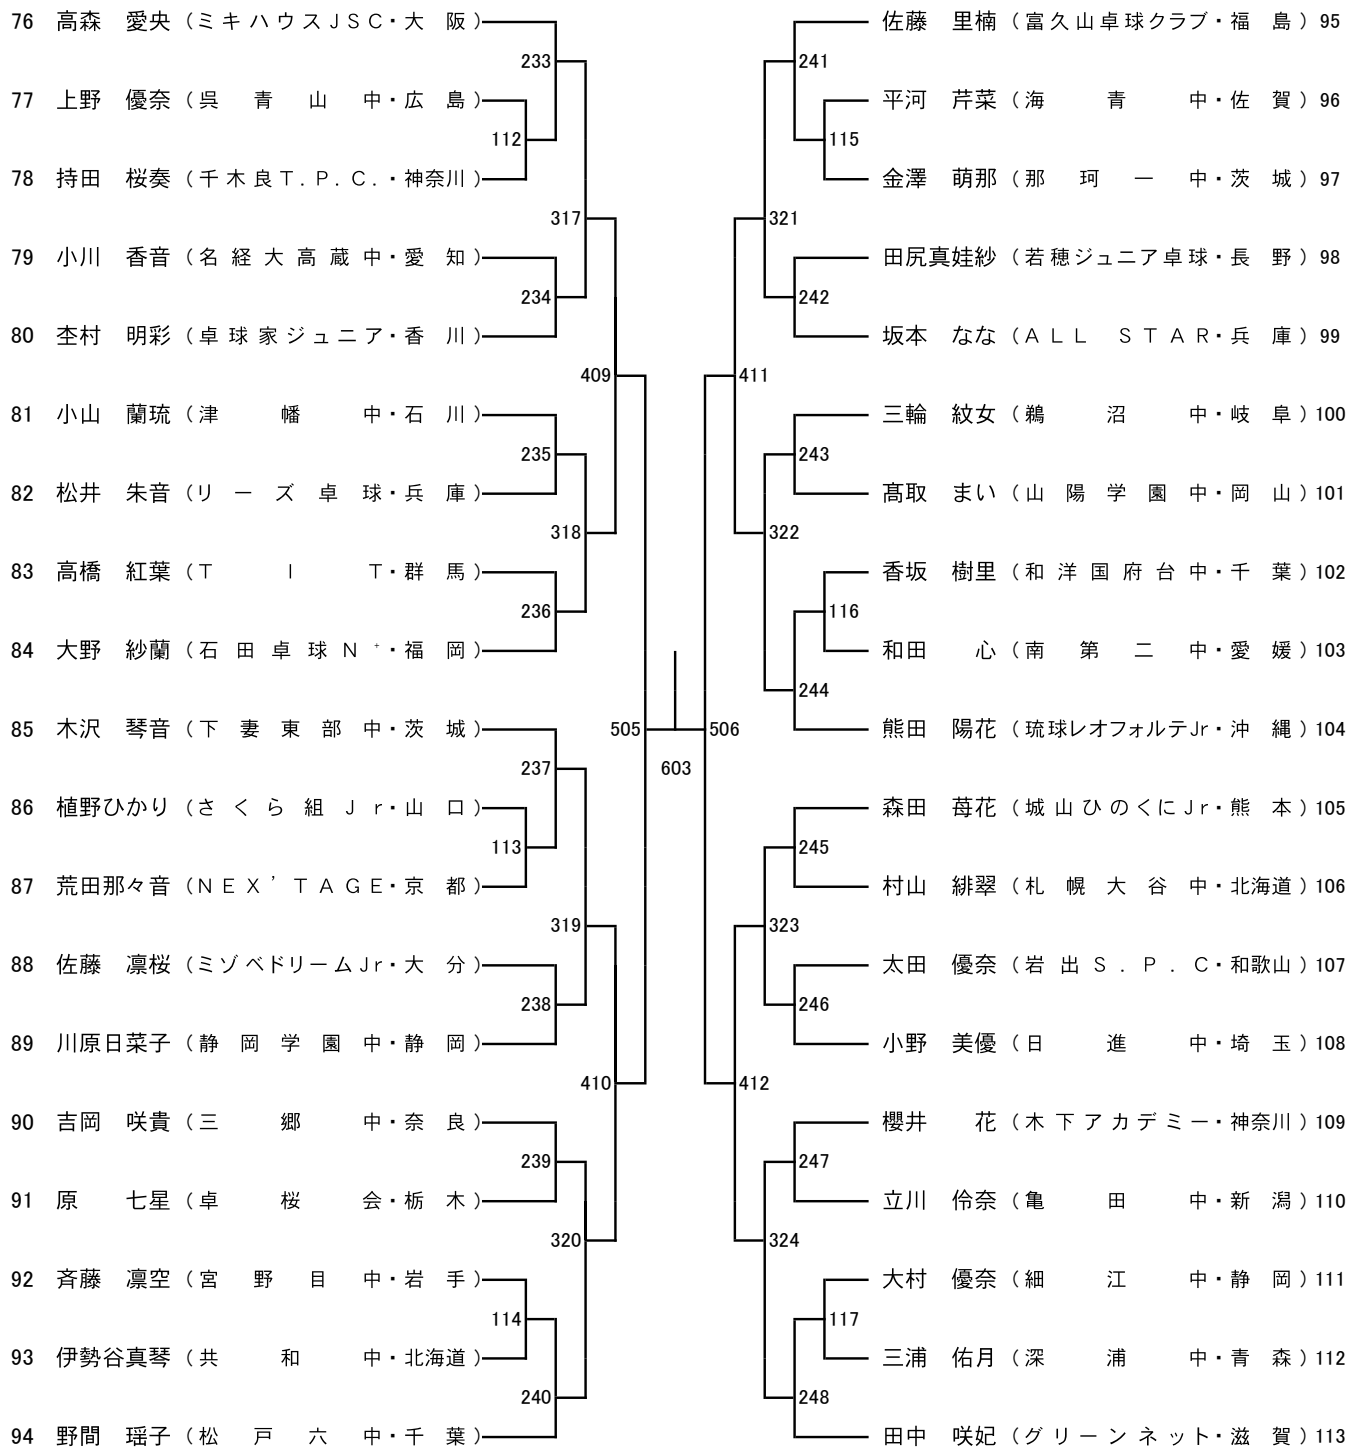 76 高森 愛央 (ミキハウスJSC・大 阪)
233
77 上野 優奈 (呉 青 山 中・広 島)
112
78 持田 桜奏 (千木良T.P.C.・神奈川)
317
79 小川 香音 (名経大高蔵中・愛 知)
234
80 杢村 明彩 (卓球家ジュニア・香 川)
409
81 小山 蘭琉 (津 幡 中・石 川)
235
82 松井 朱音 (リーズ卓球・兵 庫)
318
83 高橋 紅葉 (T I T・群 馬)
236
84 大野 紗蘭 (石田卓球N⁺・福 岡)
505
85 木沢 琴音 (下妻東部中・茨 城)
237
86 植野ひかり (さくら組Jr・山 口)
113
87 荒田那々音 (NEX’TAGE・京 都)
319
88 佐藤 凛桜 (ミゾベドリームJr・大 分)
238
89 川原日菜子 (静岡学園中・静 岡)
410
90 吉岡 咲貴 (三 郷 中・奈 良)
239
91 原 七星 (卓 桜 会・栃 木)
320
92 斉藤 凛空 (宮 野 目 中・岩 手)
114
93 伊勢谷真琴 (共 和 中・北海道)
240
94 野間 瑶子 (松 戸 六 中・千 葉)
603
佐藤 里楠 (富久山卓球クラブ・福 島) 95
241
平河 芹菜 (海 青 中・佐 賀) 96
115
金澤 萌那 (那 珂 一 中・茨 城) 97
321
田尻真娃紗 (若穂ジュニア卓球・長 野) 98
242
坂本 なな (ALL STAR・兵 庫) 99
411
三輪 紋女 (鵜 沼 中・岐 阜) 100
243
髙取 まい (山陽学園中・岡 山) 101
322
香坂 樹里 (和洋国府台中・千 葉) 102
116
和田 心 (南 第 二 中・愛 媛) 103
244
熊田 陽花 (琉球レオフォルテJr・沖 縄) 104
506
森田 苺花 (城山ひのくにJr・熊 本) 105
245
村山 緋翠 (札幌大谷中・北海道) 106
323
太田 優奈 (岩出S.P.C・和歌山) 107
246
小野 美優 (日 進 中・埼 玉) 108
412
櫻井 花 (木下アカデミー・神奈川) 109
247
立川 伶奈 (亀 田 中・新 潟) 110
324
大村 優奈 (細 江 中・静 岡) 111
117
三浦 佑月 (深 浦 中・青 森) 112
248
田中 咲妃 (グリーンネット・滋 賀) 113